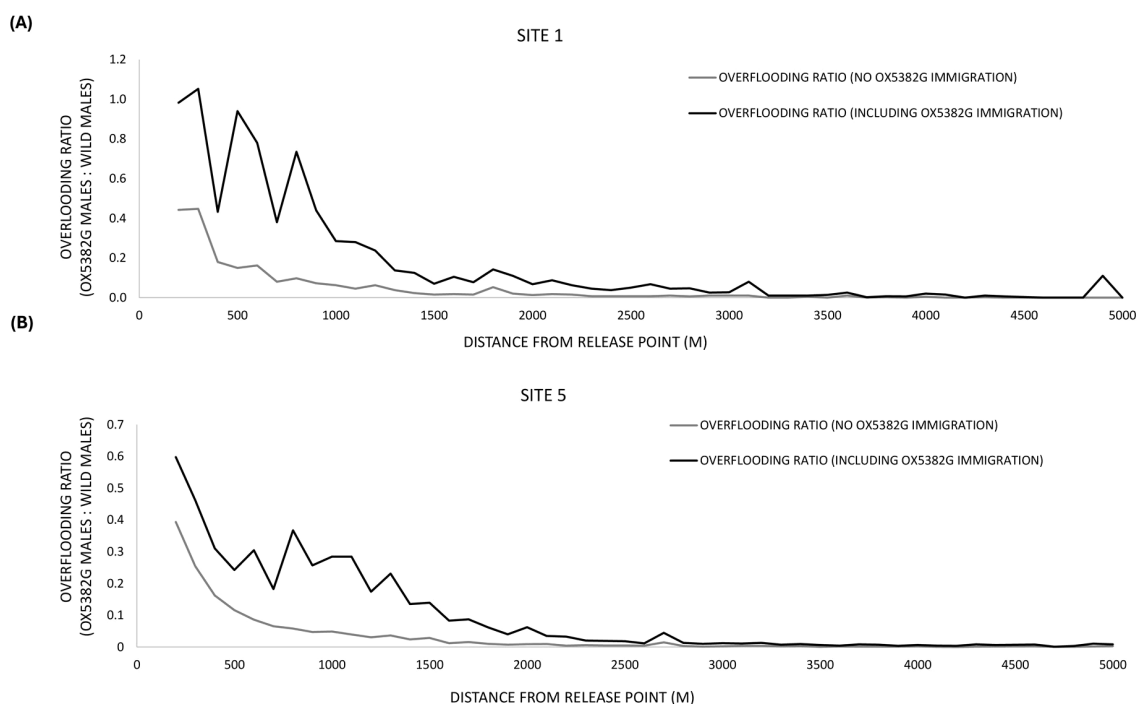 (A)
SITE 1
OVERLOODING RATIO
(OX5382G MALES : WILD MALES)
1.2
1.0
0.8
0.6
0.4
0.2
0.0
OVERFLOODING RATIO (NO OX5382G IMMIGRATION)
OVERFLOODING RATIO (INCLUDING OX5382G IMMIGRATION)
0 500 1000 1500 2000 2500 3000 3500 4000 4500 5000
DISTANCE FROM RELEASE POINT (M)
(B)
SITE 5
OVERFLOODING RATIO
(OX5382G MALES : WILD MALES)
0.7
0.6
0.5
0.4
0.3
0.2
0.1
0
OVERFLOODING RATIO (NO OX5382G IMMIGRATION)
OVERFLOODING RATIO (INCLUDING OX5382G IMMIGRATION)
0 500 1000 1500 2000 2500 3000 3500 4000 4500 5000
DISTANCE FROM RELEASE POINT (M)